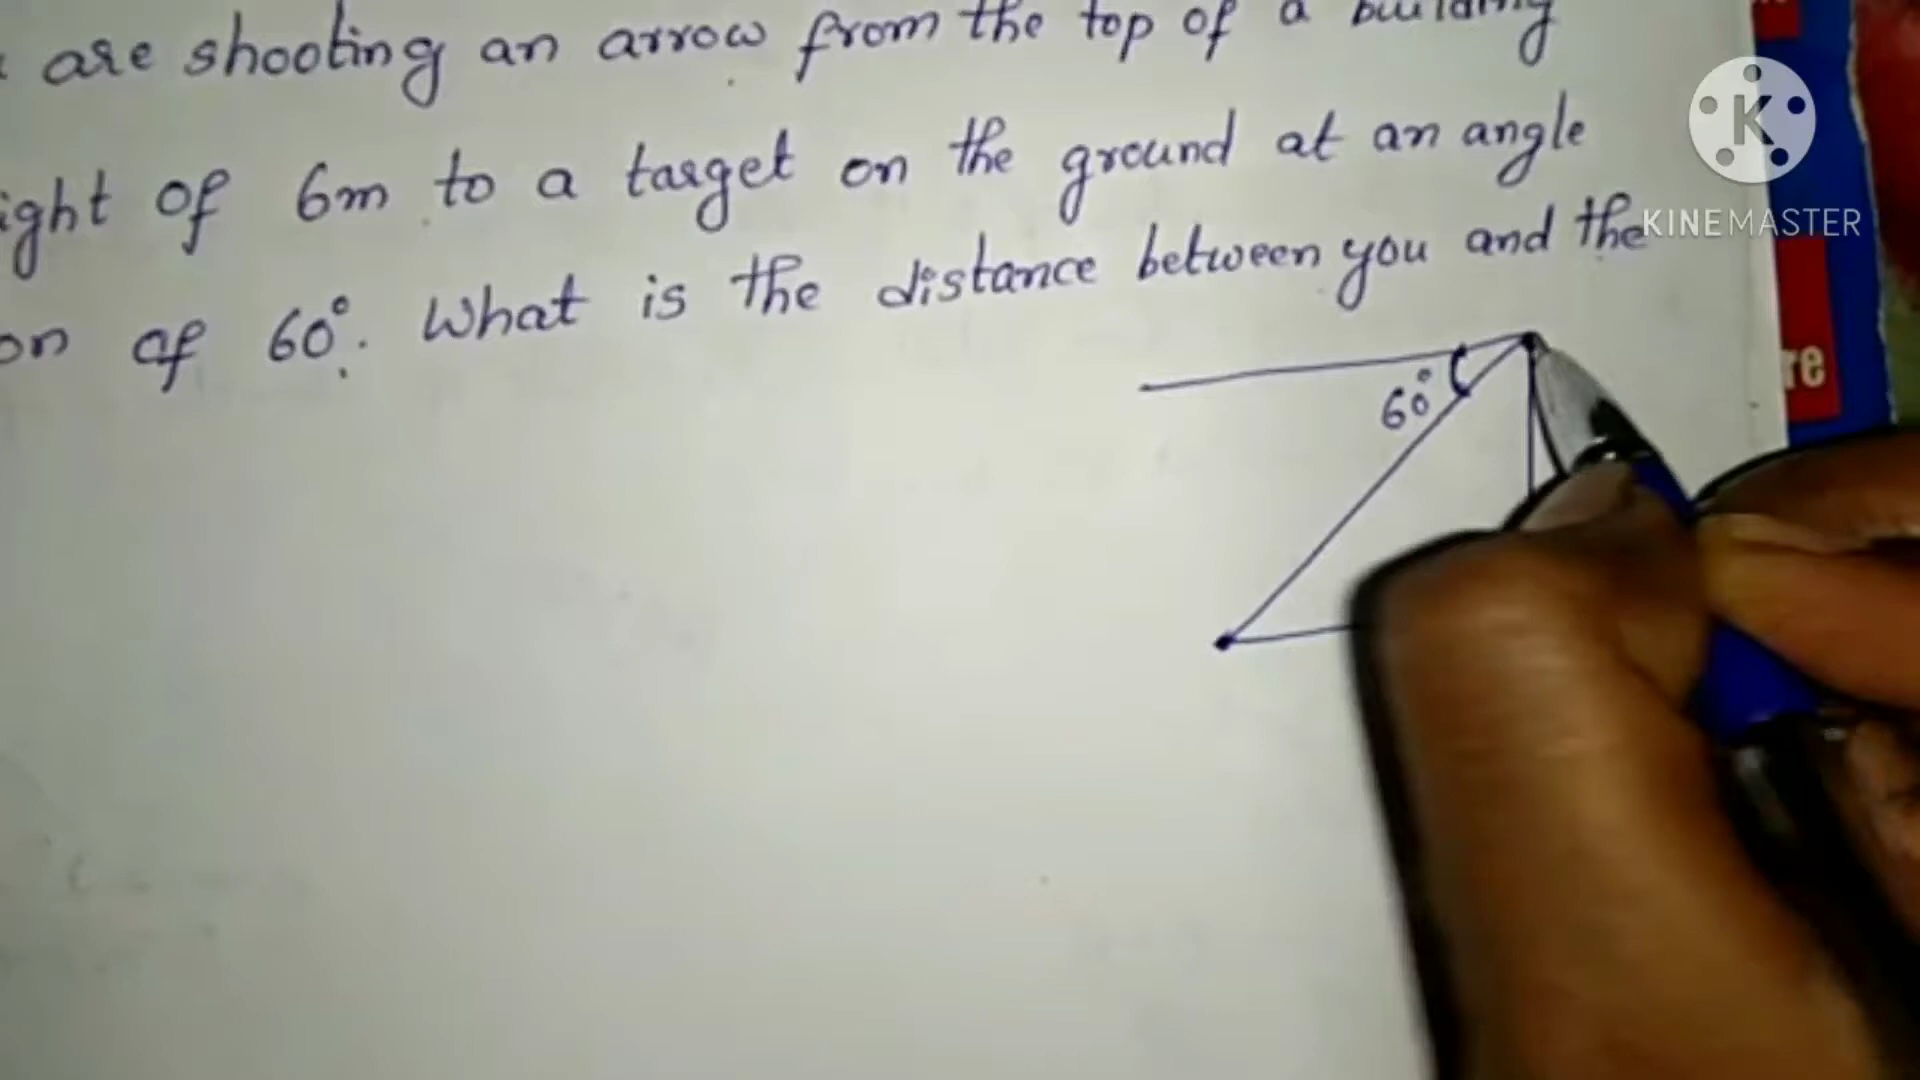 are shooting an arrow from the top of a building
ight of 6m to a target on the ground at an angle
on of 60°. What is the distance between you and the
60°
K
KINEMASTER
re